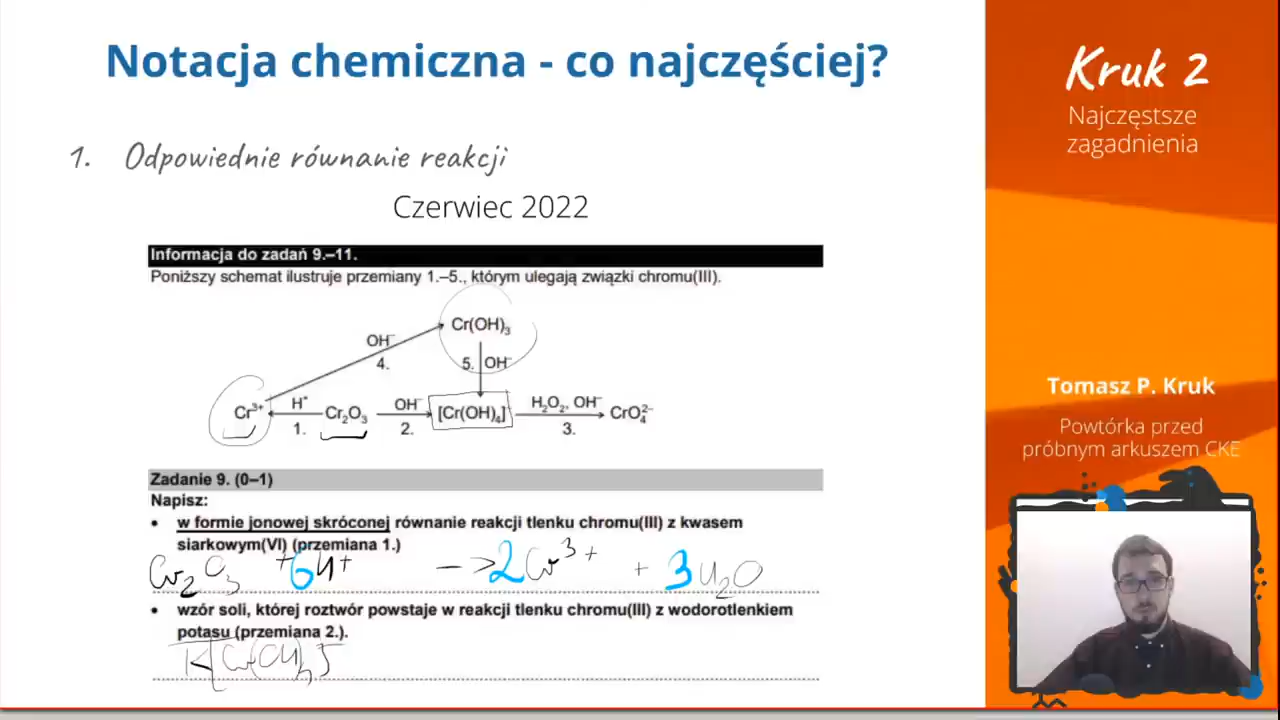 Notacja chemiczna - co najczęściej?
1. Odpowiednie równanie reakcji
Czerwiec 2022
Informacja do zadań 9.–11.
Poniższy schemat ilustruje przemiany 1.–5., którym ulegają związki chromu(III).
Cr(OH)₃
OH⁻
4.
5. OH⁻
Cr³⁺ H⁺ Cr₂O₃ OH⁻ [Cr(OH)₄]⁻ H₂O₂, OH⁻ CrO₄²⁻
1. 2. 3.
Zadanie 9. (0–1)
Napisz:
• w formie jonowej skróconej równanie reakcji tlenku chromu(III) z kwasem
siarkowym(VI) (przemiana 1.)
Cr₂O₃ + 6H⁺ → 2Cr³⁺ + 3H₂O
• wzór soli, której roztwór powstaje w reakcji tlenku chromu(III) z wodorotlenkiem
potasu (przemiana 2.).
K[Cr(OH)₄]
Kruk 2
Najczęstsze
zagadnienia
Tomasz P. Kruk
Powtórka przed
próbnym arkuszem CKE